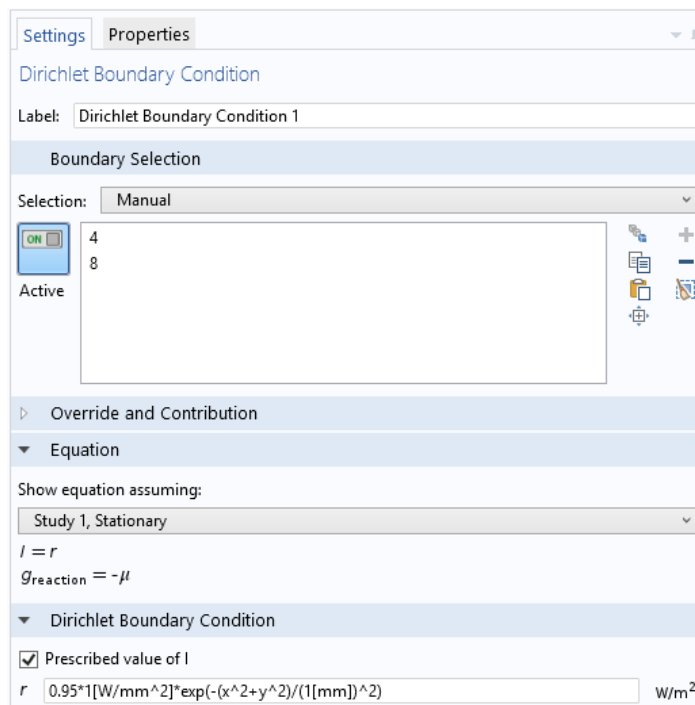 Settings Properties
Dirichlet Boundary Condition
Label: Dirichlet Boundary Condition 1
Boundary Selection
Selection: Manual
ON
4
8
Active
Override and Contribution
Equation
Show equation assuming:
Study 1, Stationary
I = r
g_reaction = -μ
Dirichlet Boundary Condition
Prescribed value of I
r 0.95*1[W/mm^2]*exp(-(x^2+y^2)/(1[mm])^2) W/m²